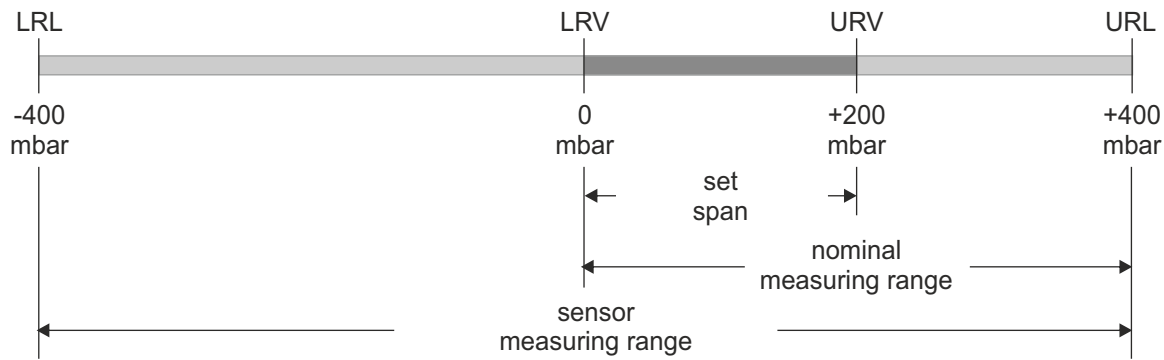 LRL LRV URV URL
-400 mbar
0 mbar
+200 mbar
+400 mbar
set
span
nominal
measuring range
sensor
measuring range